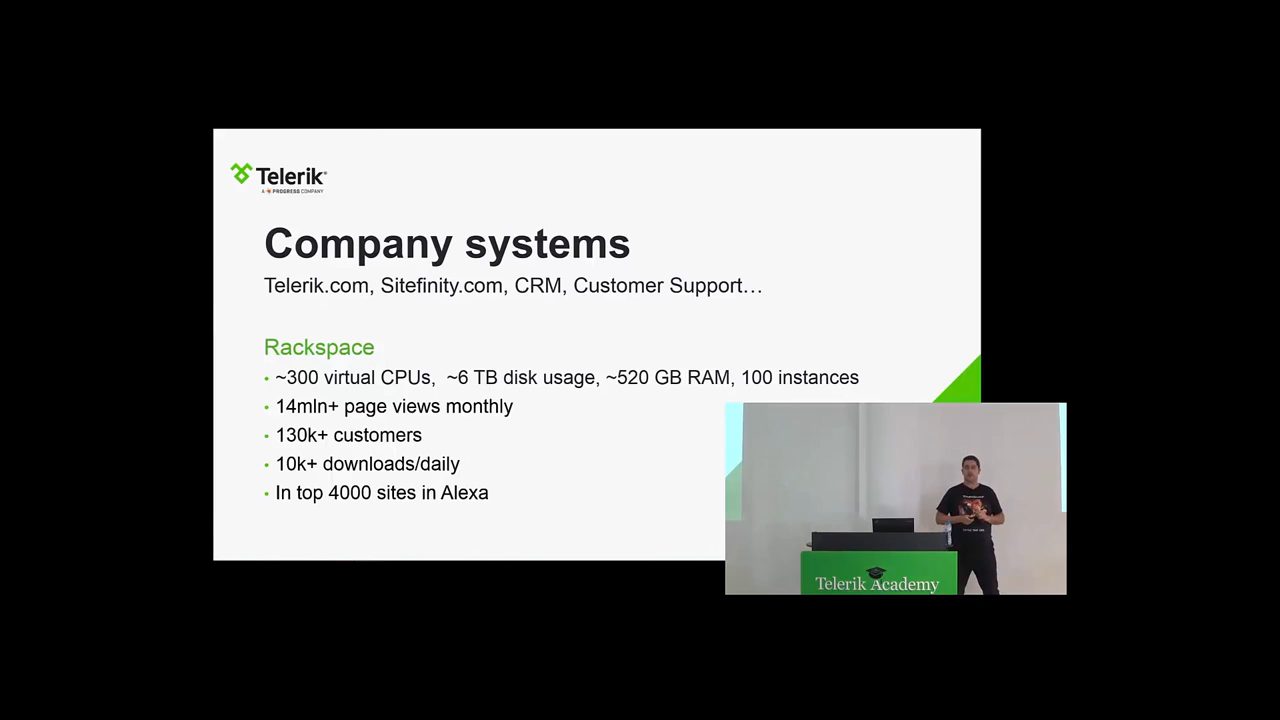 Telerik®
A PROGRESS COMPANY
Company systems
Telerik.com, Sitefinity.com, CRM, Customer Support…
Rackspace
• ~300 virtual CPUs, ~6 TB disk usage, ~520 GB RAM, 100 instances
• 14mln+ page views monthly
• 130k+ customers
• 10k+ downloads/daily
• In top 4000 sites in Alexa
Telerik Academy